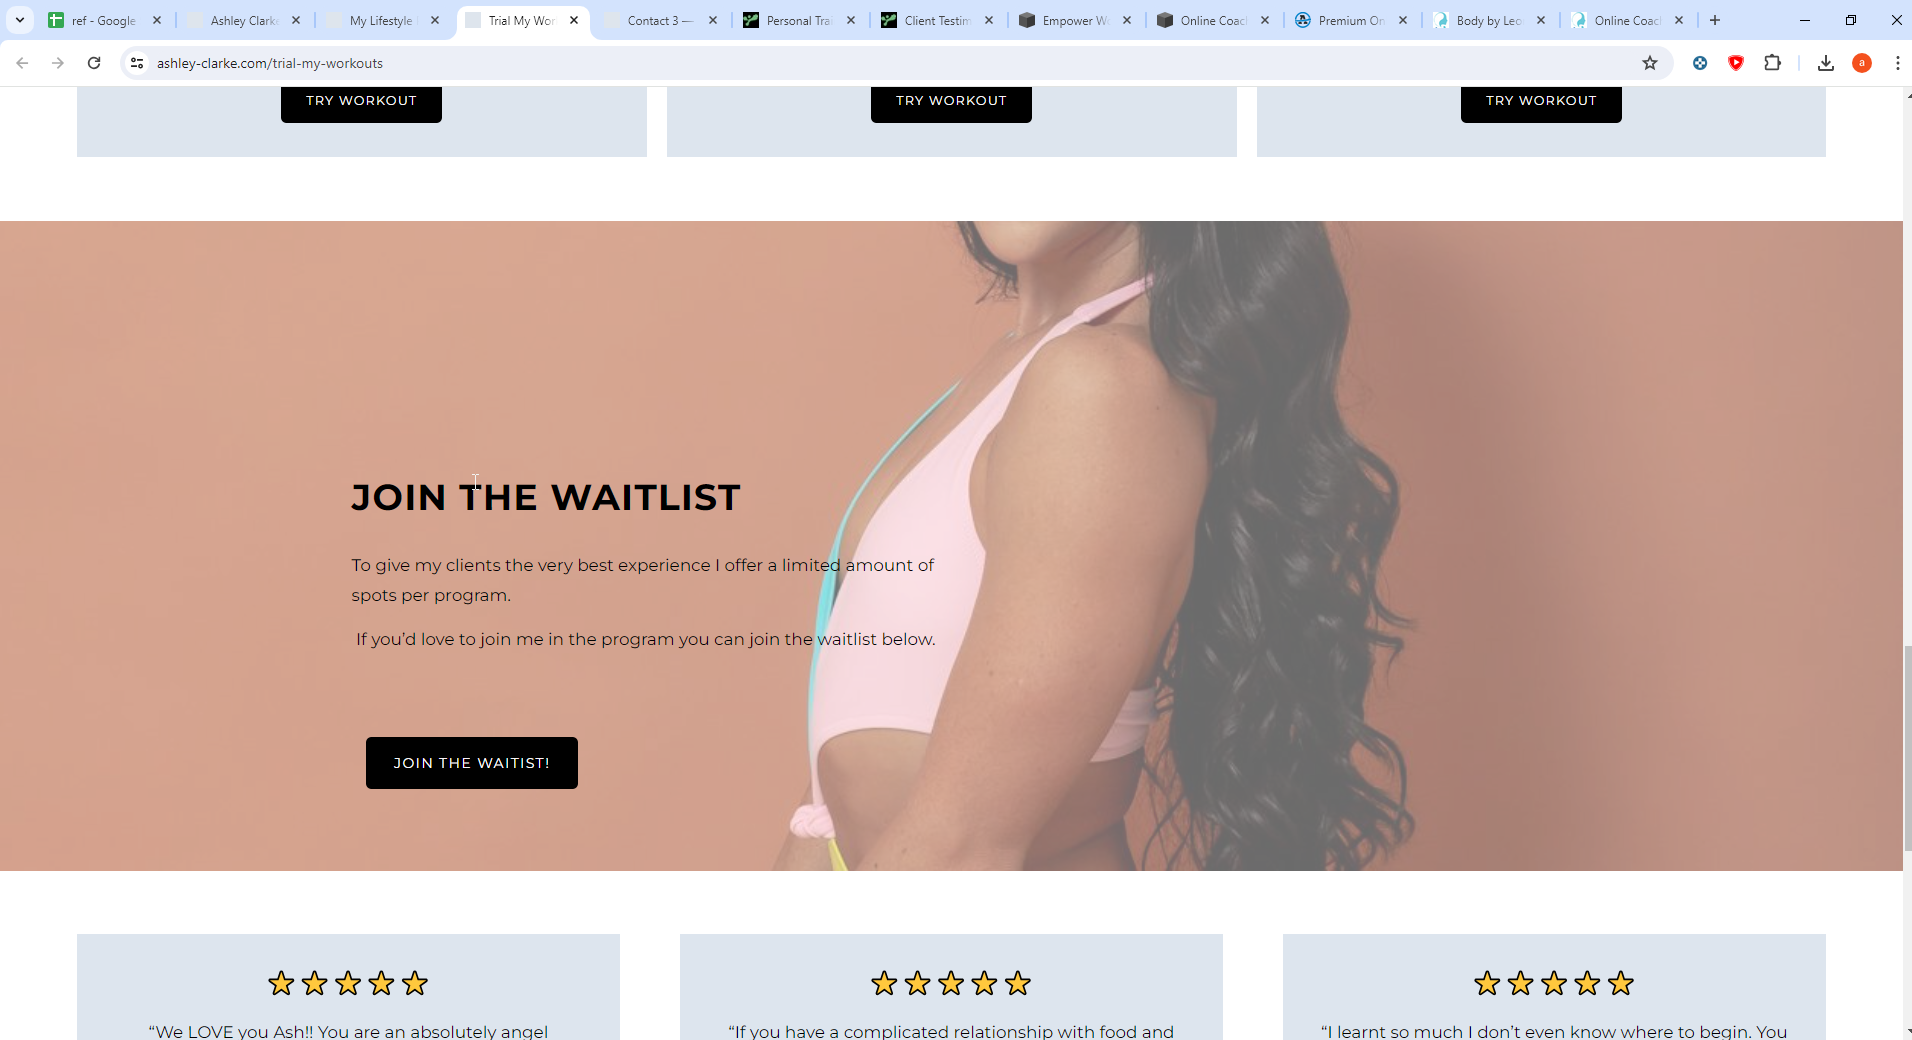 ref - Google
Ashley Clarke
My Lifestyle
Trial My Wor
Contact 3 —
Personal Trai
Client Testim
Empower Wo
Online Coac
Premium On
Body by Leo
Online Coac
ashley-clarke.com/trial-my-workouts
a
TRY WORKOUT
TRY WORKOUT
TRY WORKOUT
JOIN THE WAITLIST
To give my clients the very best experience I offer a limited amount of
spots per program.
If you’d love to join me in the program you can join the waitlist below.
JOIN THE WAITIST!
“We LOVE you Ash!! You are an absolutely angel
“If you have a complicated relationship with food and
“I learnt so much I don’t even know where to begin. You